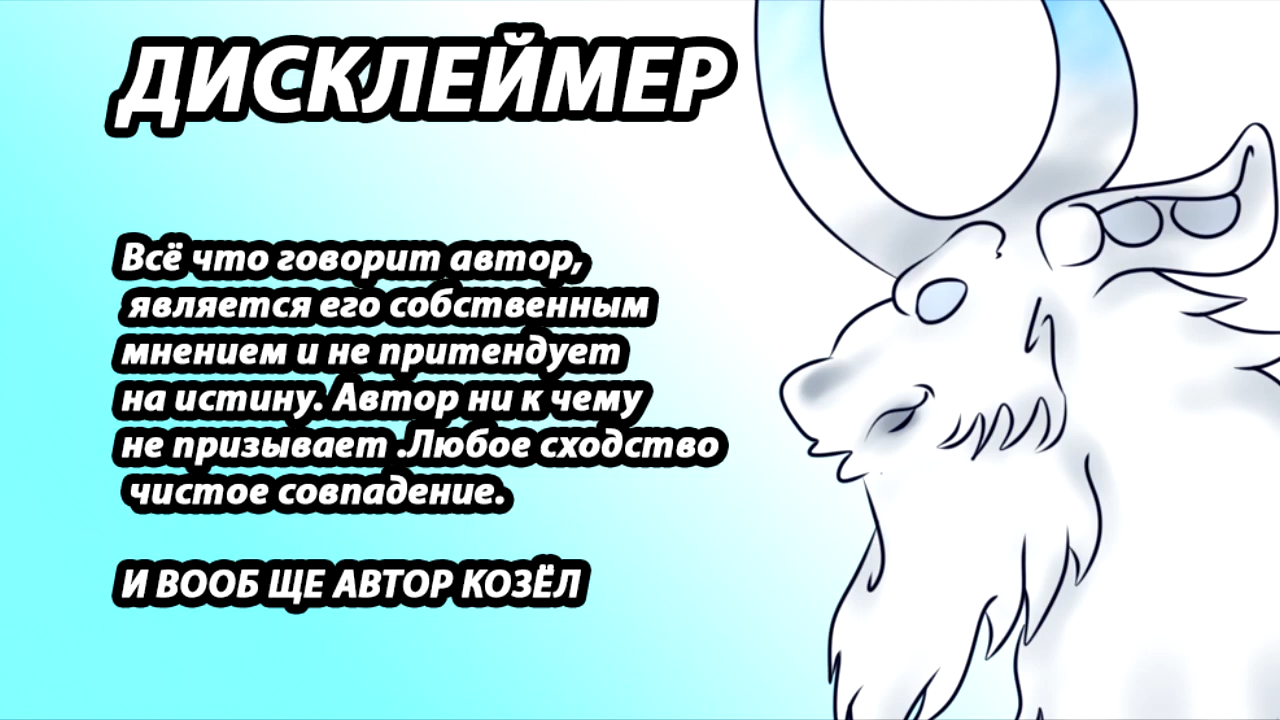 ДИСКЛЕЙМЕР
Всё что говорит автор,
является его собственным
мнением и не притендует
на истину. Автор ни к чему
не призывает .Любое сходство
чистое совпадение.
И ВООБ ЩЕ АВТОР КОЗЁЛ